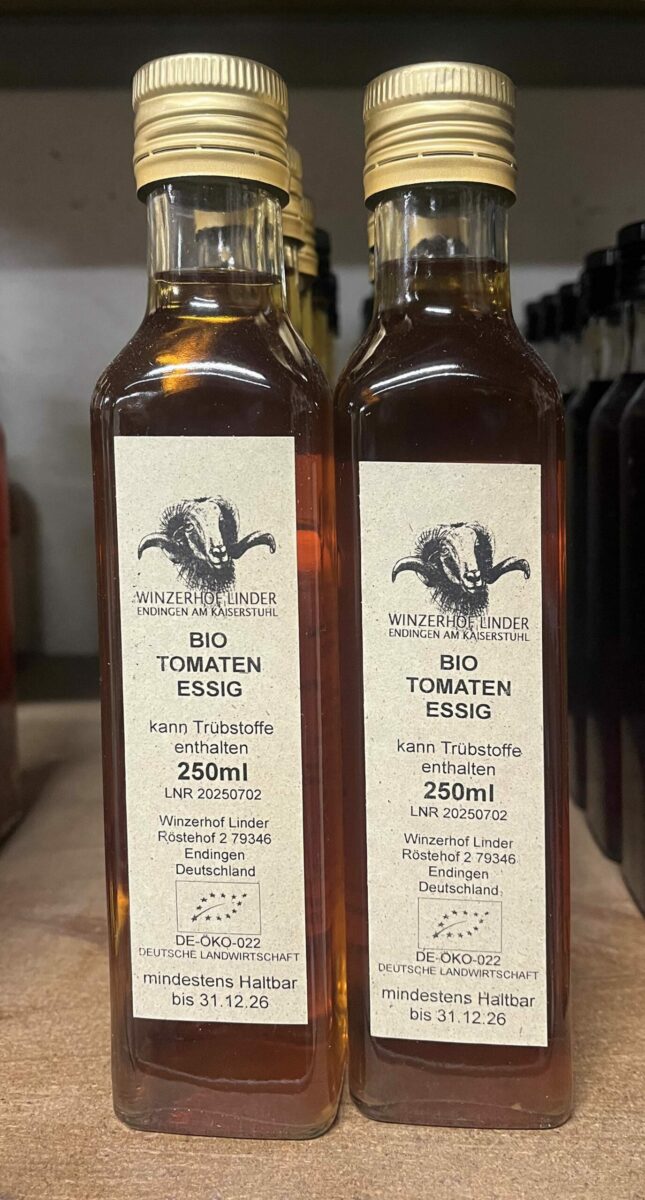 WINZERHOF LINDER
ENDINGEN AM KAISERSTUHL
BIO
TOMATEN
ESSIG
kann Trübstoffe
enthalten
250ml
LNR 20250702
Winzerhof Linder
Röstehof 2 79346
Endingen
Deutschland
DE-ÖKO-022
DEUTSCHE LANDWIRTSCHAFT
mindestens Haltbar
bis 31.12.26
WINZERHOF LINDER
ENDINGEN AM KAISERSTUHL
BIO
TOMATEN
ESSIG
kann Trübstoffe
enthalten
250ml
LNR 20250702
Winzerhof Linder
Röstehof 2 79346
Endingen
Deutschland
DE-ÖKO-022
DEUTSCHE LANDWIRTSCHAFT
mindestens Haltbar
bis 31.12.26